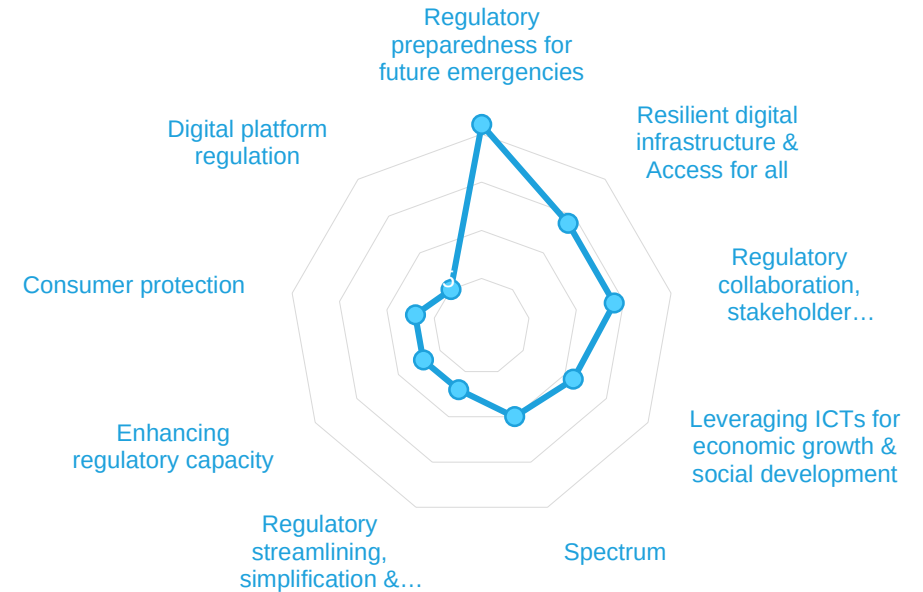 Regulatory
preparedness for
future emergencies
Resilient digital
infrastructure &
Access for all
Regulatory
collaboration,
stakeholder…
Leveraging ICTs for
economic growth &
social development
Spectrum
Regulatory
streamlining,
simplification &…
Enhancing
regulatory capacity
Consumer protection
Digital platform
regulation